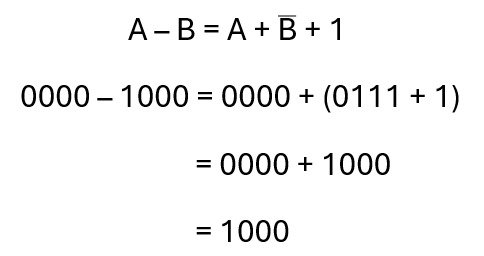 A – B = A + B̅ + 1
0000 – 1000 = 0000 + (0111 + 1)
= 0000 + 1000
= 1000